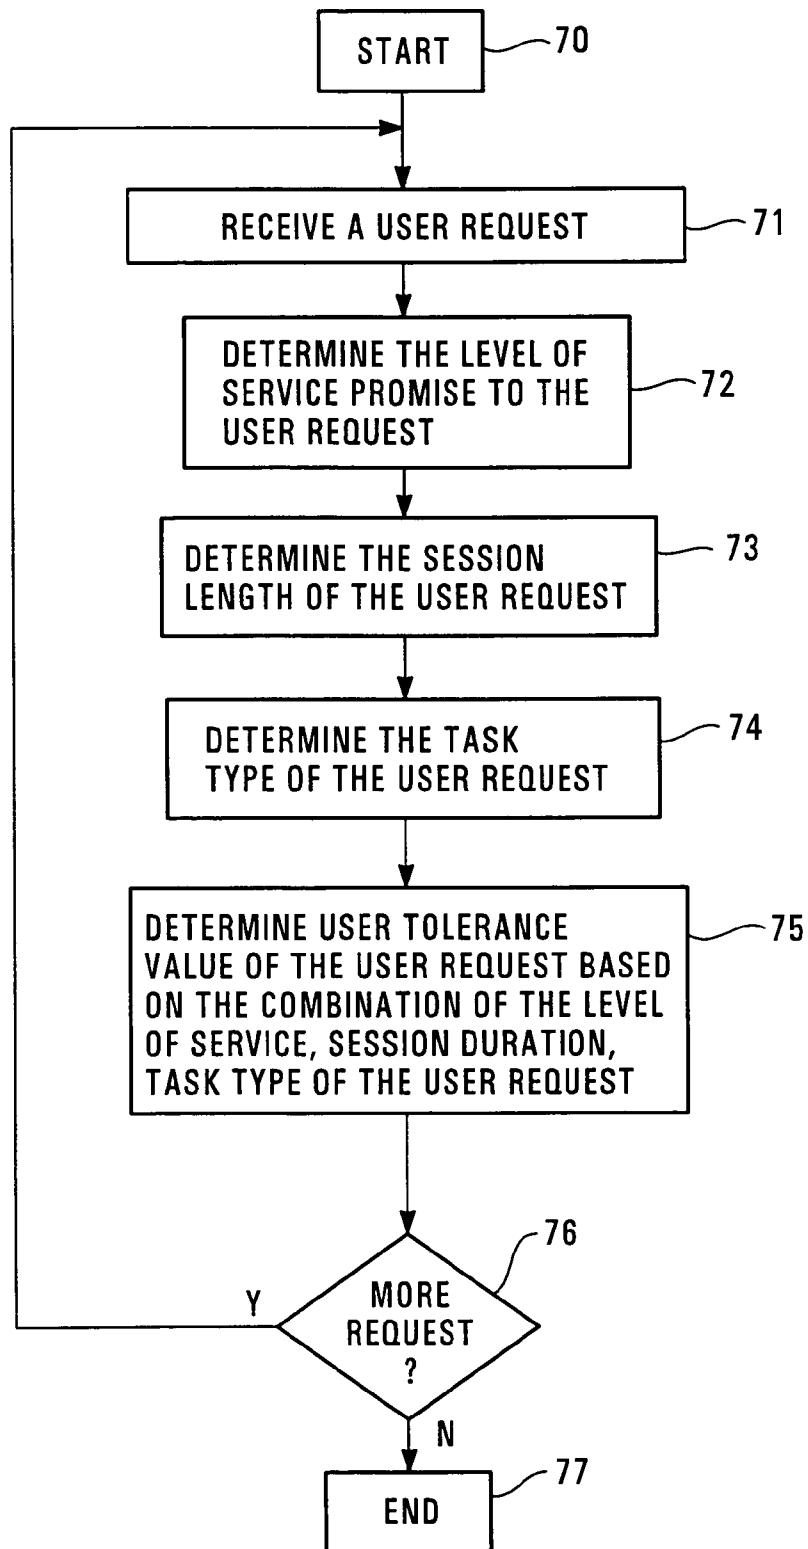 START
70
RECEIVE A USER REQUEST
71
DETERMINE THE LEVEL OF
SERVICE PROMISE TO THE
USER REQUEST
72
DETERMINE THE SESSION
LENGTH OF THE USER REQUEST
73
DETERMINE THE TASK
TYPE OF THE USER REQUEST
74
DETERMINE USER TOLERANCE
VALUE OF THE USER REQUEST BASED
ON THE COMBINATION OF THE LEVEL
OF SERVICE, SESSION DURATION,
TASK TYPE OF THE USER REQUEST
75
MORE
REQUEST
?
76
Y
N
END
77